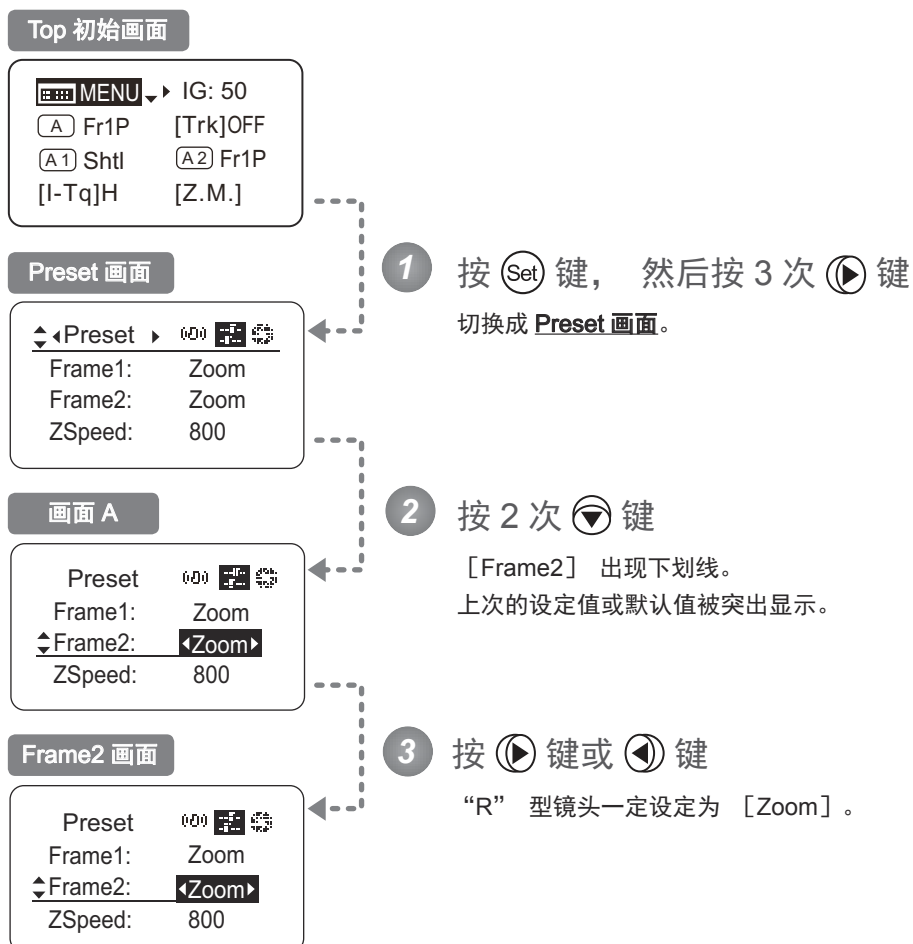 Top 初始画面
MENU IG: 50
A Fr1P [Trk]OFF
A1 Shtl A2 Fr1P
[I-Tq]H [Z.M.]
Preset 画面
Preset
Frame1: Zoom
Frame2: Zoom
ZSpeed: 800
1 按 Set 键， 然后按 3 次 键
切换成 Preset 画面。
画面 A
Preset
Frame1: Zoom
Frame2: Zoom
ZSpeed: 800
2 按 2 次 键
［Frame2］ 出现下划线。
上次的设定值或默认值被突出显示。
Frame2 画面
Preset
Frame1: Zoom
Frame2: Zoom
ZSpeed: 800
3 按 键或 键
“R” 型镜头一定设定为 ［Zoom］。